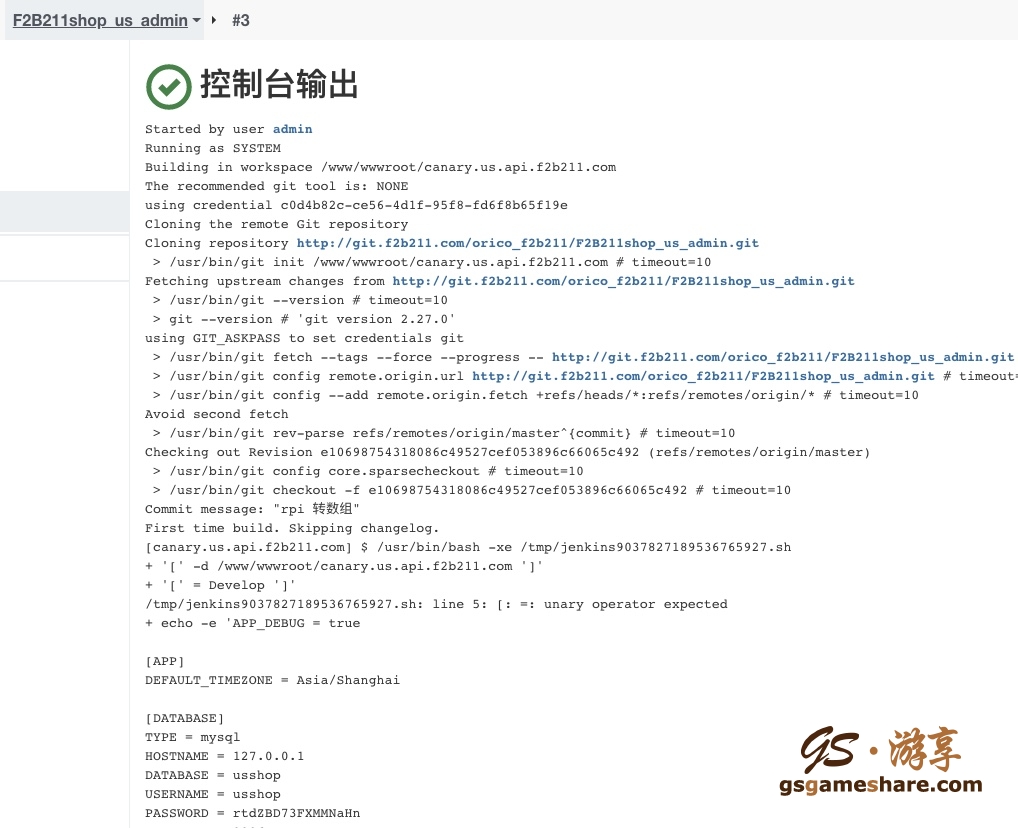 F2B211shop_us_admin #3
控制台输出
Started by user admin
Running as SYSTEM
Building in workspace /www/wwwroot/canary.us.api.f2b211.com
The recommended git tool is: NONE
using credential c0d4b82c-ce56-4d1f-95f8-fd6f8b65f19e
Cloning the remote Git repository
Cloning repository http://git.f2b211.com/orico_f2b211/F2B211shop_us_admin.git
 > /usr/bin/git init /www/wwwroot/canary.us.api.f2b211.com # timeout=10
Fetching upstream changes from http://git.f2b211.com/orico_f2b211/F2B211shop_us_admin.git
 > /usr/bin/git --version # timeout=10
 > git --version # 'git version 2.27.0'
using GIT_ASKPASS to set credentials git
 > /usr/bin/git fetch --tags --force --progress -- http://git.f2b211.com/orico_f2b211/F2B211shop_us_admin.git
 > /usr/bin/git config remote.origin.url http://git.f2b211.com/orico_f2b211/F2B211shop_us_admin.git # timeout=
 > /usr/bin/git config --add remote.origin.fetch +refs/heads/*:refs/remotes/origin/* # timeout=10
Avoid second fetch
 > /usr/bin/git rev-parse refs/remotes/origin/master^{commit} # timeout=10
Checking out Revision e10698754318086c49527cef053896c66065c492 (refs/remotes/origin/master)
 > /usr/bin/git config core.sparsecheckout # timeout=10
 > /usr/bin/git checkout -f e10698754318086c49527cef053896c66065c492 # timeout=10
Commit message: "rpi 转数组"
First time build. Skipping changelog.
[canary.us.api.f2b211.com] $ /usr/bin/bash -xe /tmp/jenkins9037827189536765927.sh
+ '[' -d /www/wwwroot/canary.us.api.f2b211.com ']'
+ '[' = Develop ']'
/tmp/jenkins9037827189536765927.sh: line 5: [: =: unary operator expected
+ echo -e 'APP_DEBUG = true
[APP]
DEFAULT_TIMEZONE = Asia/Shanghai
[DATABASE]
TYPE = mysql
HOSTNAME = 127.0.0.1
DATABASE = usshop
USERNAME = usshop
PASSWORD = rtdZBD73FXMMNaHn
GS·游享
gsgameshare.com